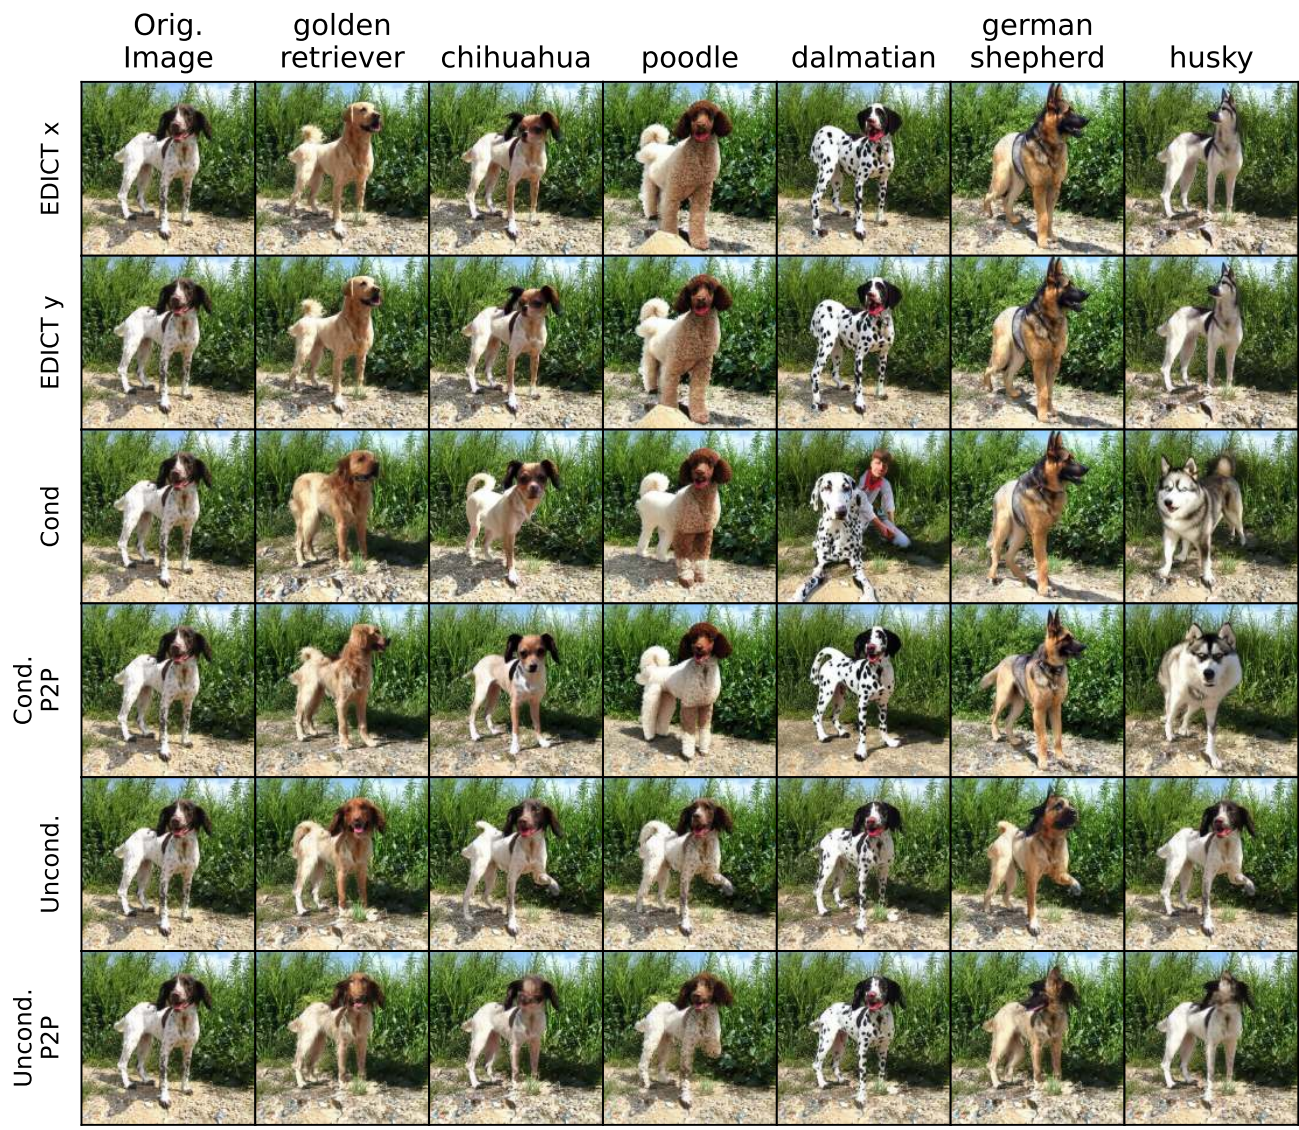 Orig.
Image
golden
retriever
chihuahua
poodle
dalmatian
german
shepherd
husky
EDICT x
EDICT y
Cond
Cond.
P2P
Uncond.
Uncond.
P2P